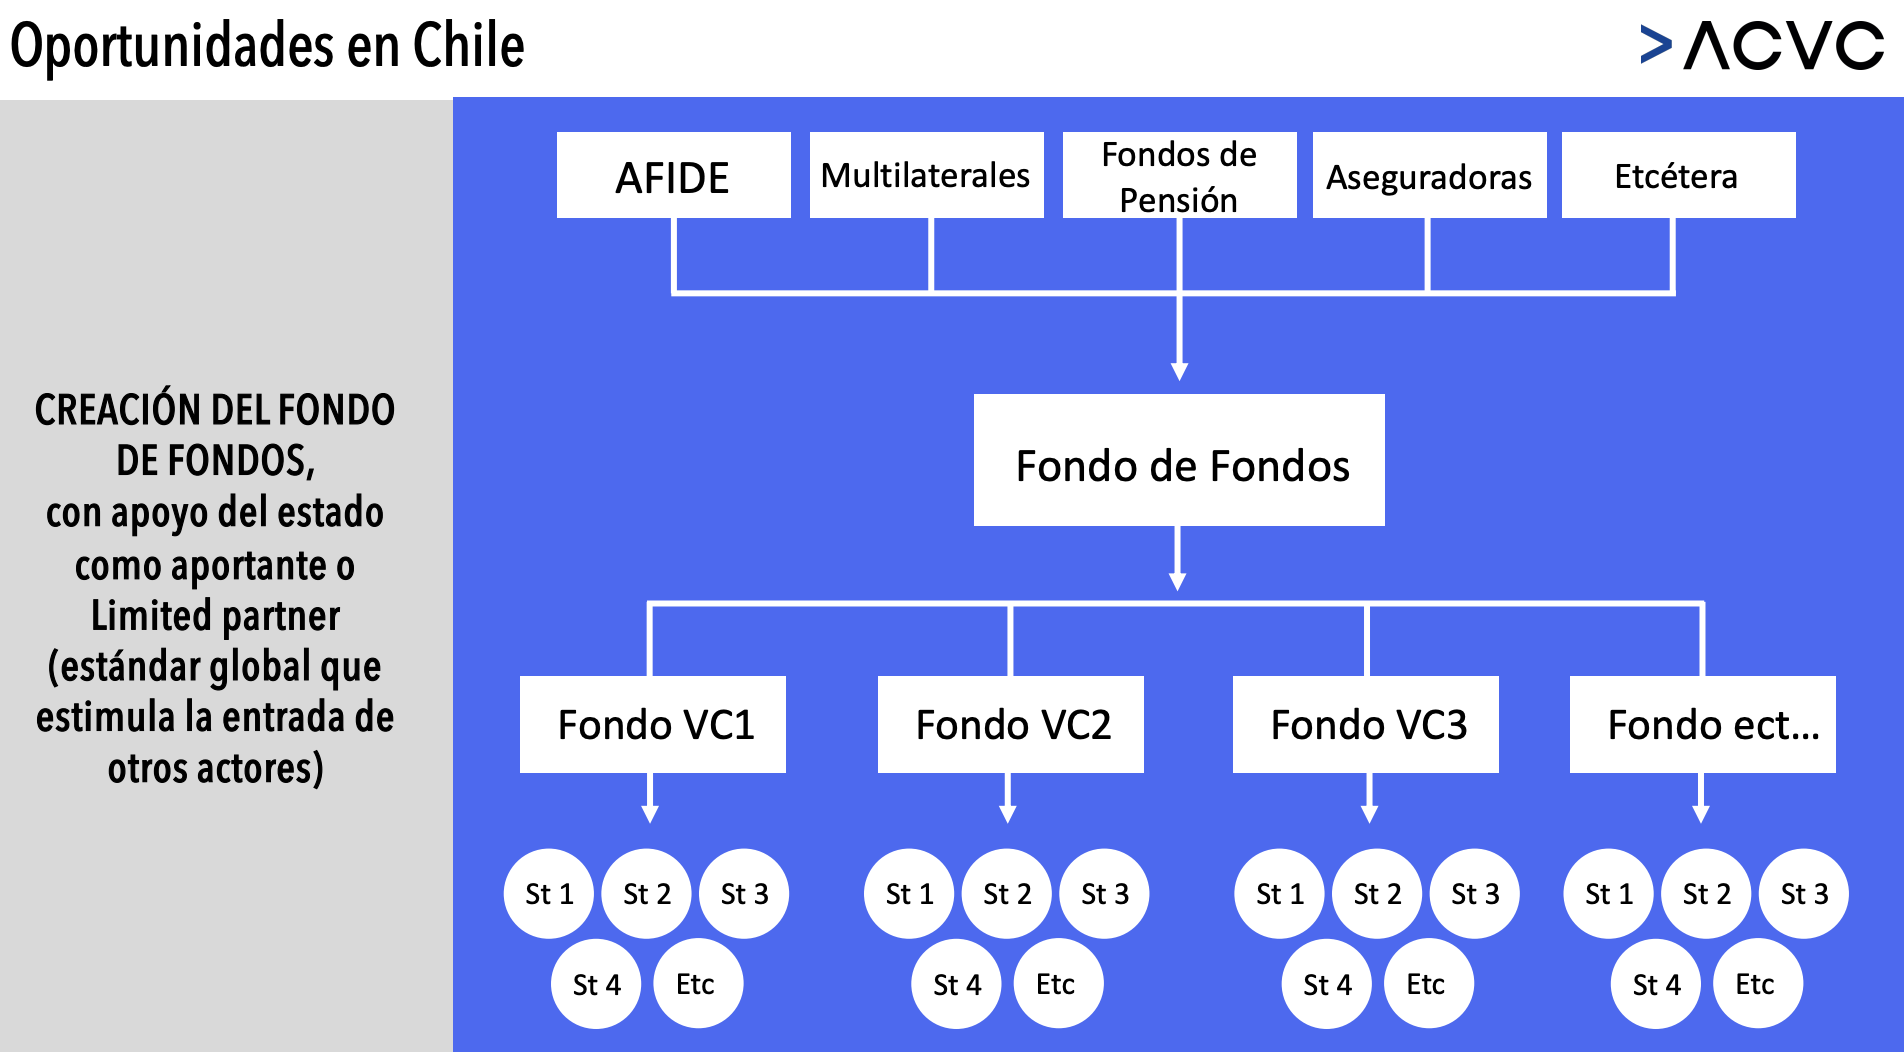 Oportunidades en Chile
>ACVC
CREACIÓN DEL FONDO
DE FONDOS,
con apoyo del estado
como aportante o
Limited partner
(estándar global que
estimula la entrada de
otros actores)
AFIDE
Multilaterales
Fondos de
Pensión
Aseguradoras
Etcétera
Fondo de Fondos
Fondo VC1
Fondo VC2
Fondo VC3
Fondo ect...
St 1
St 2
St 3
St 4
Etc
St 1
St 2
St 3
St 4
Etc
St 1
St 2
St 3
St 4
Etc
St 1
St 2
St 3
St 4
Etc